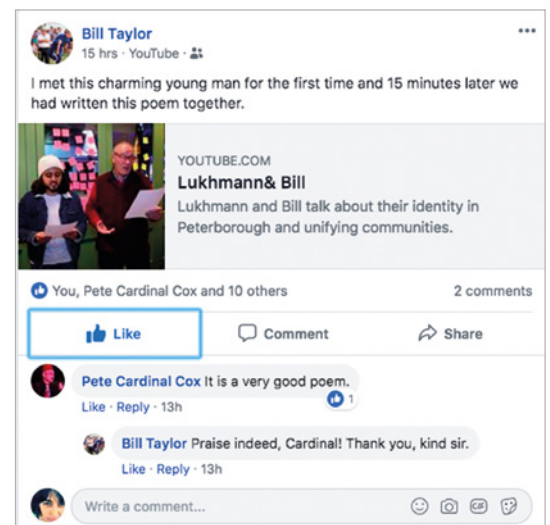 Bill Taylor
15 hrs · YouTube ·
I met this charming young man for the first time and 15 minutes later we
had written this poem together.
YOUTUBE.COM
Lukhmann& Bill
Lukhmann and Bill talk about their identity in
Peterborough and unifying communities.
You, Pete Cardinal Cox and 10 others 2 comments
Like Comment Share
Pete Cardinal Cox It is a very good poem.
1
Like · Reply · 13h
Bill Taylor Praise indeed, Cardinal! Thank you, kind sir.
Like · Reply · 13h
Write a comment... GIF